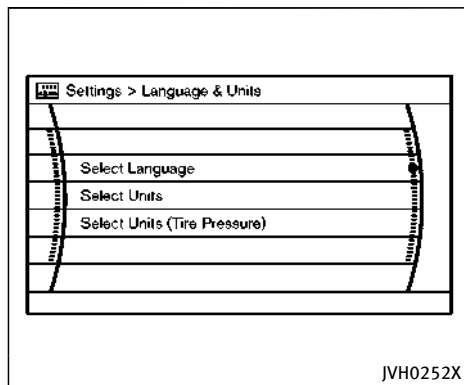 Settings > Language & Units
Select Language
Select Units
Select Units (Tire Pressure)
JVH0252X